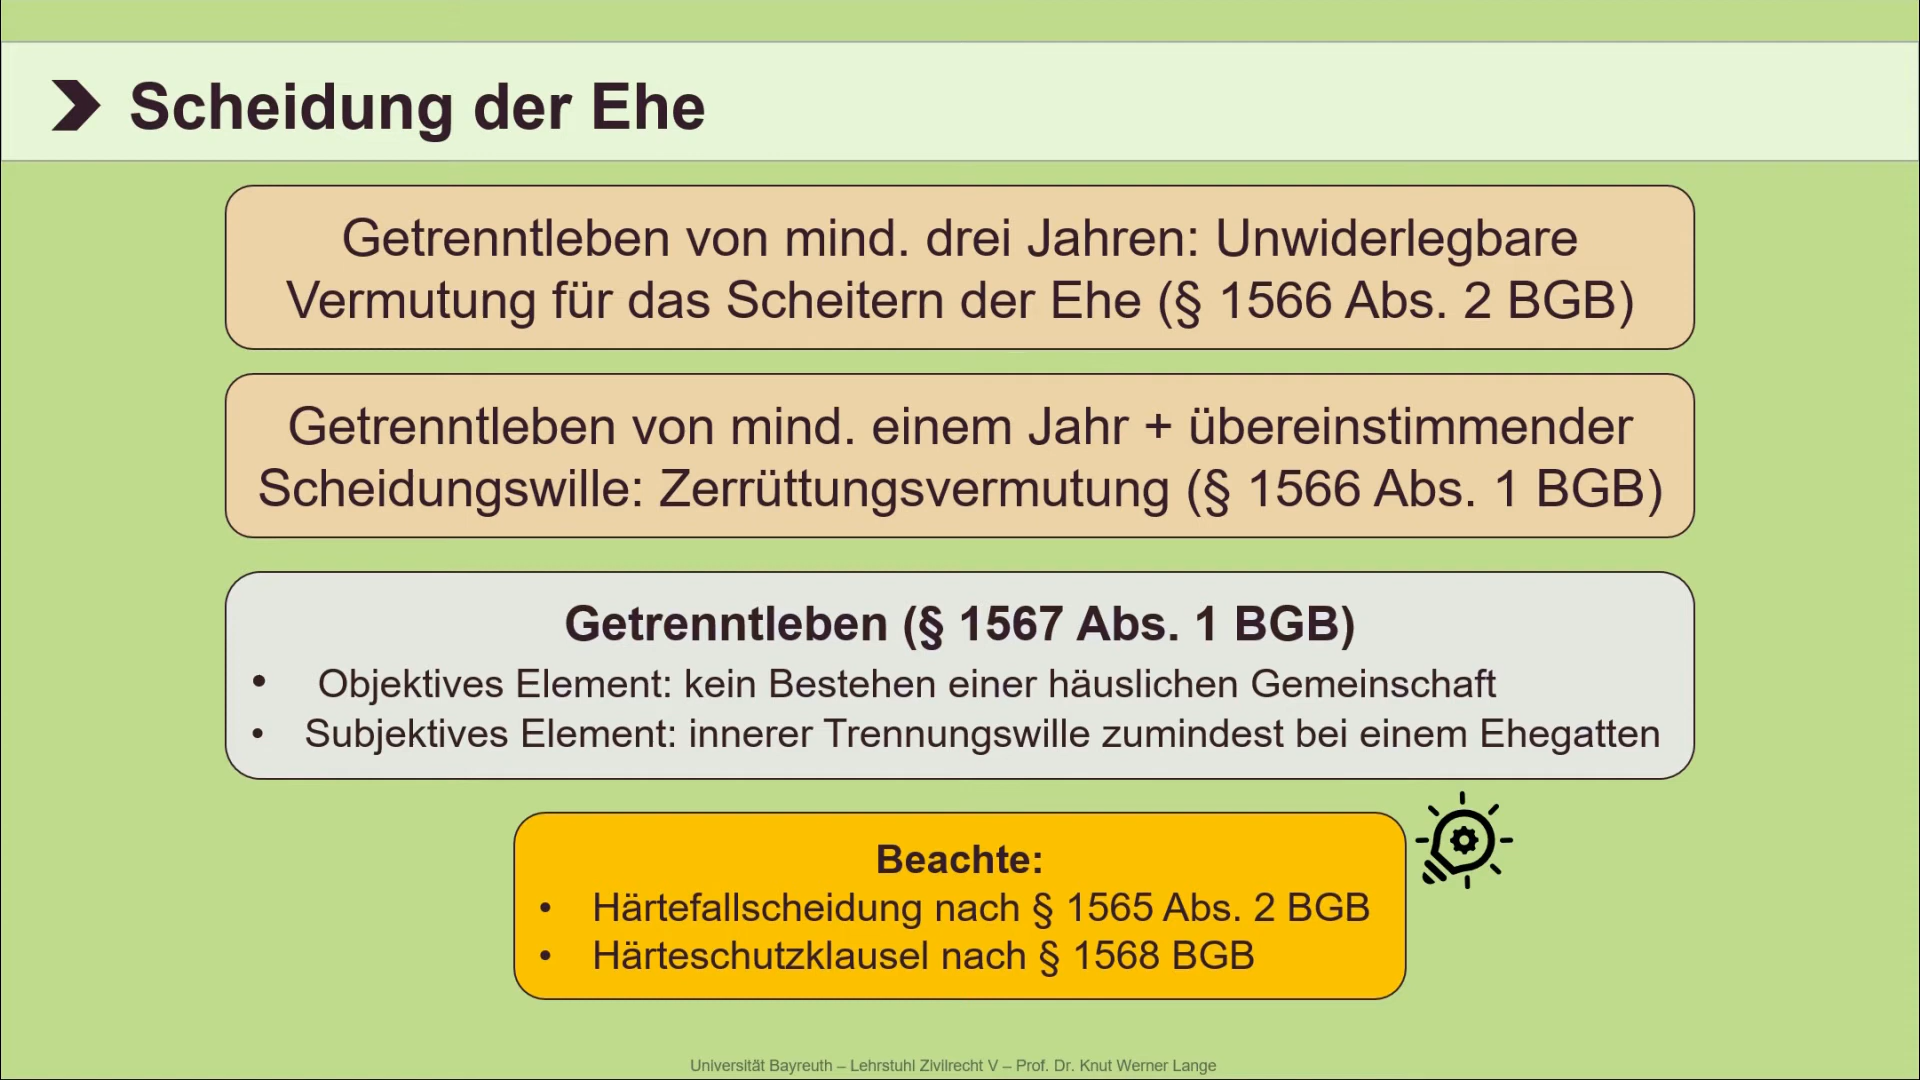 Scheidung der Ehe
Getrenntleben von mind. drei Jahren: Unwiderlegbare
Vermutung für das Scheitern der Ehe (§ 1566 Abs. 2 BGB)
Getrenntleben von mind. einem Jahr + übereinstimmender
Scheidungswille: Zerrüttungsvermutung (§ 1566 Abs. 1 BGB)
Getrenntleben (§ 1567 Abs. 1 BGB)
• Objektives Element: kein Bestehen einer häuslichen Gemeinschaft
• Subjektives Element: innerer Trennungswille zumindest bei einem Ehegatten
Beachte:
• Härtefallscheidung nach § 1565 Abs. 2 BGB
• Härteschutzklausel nach § 1568 BGB
Universität Bayreuth – Lehrstuhl Zivilrecht V – Prof. Dr. Knut Werner Lange